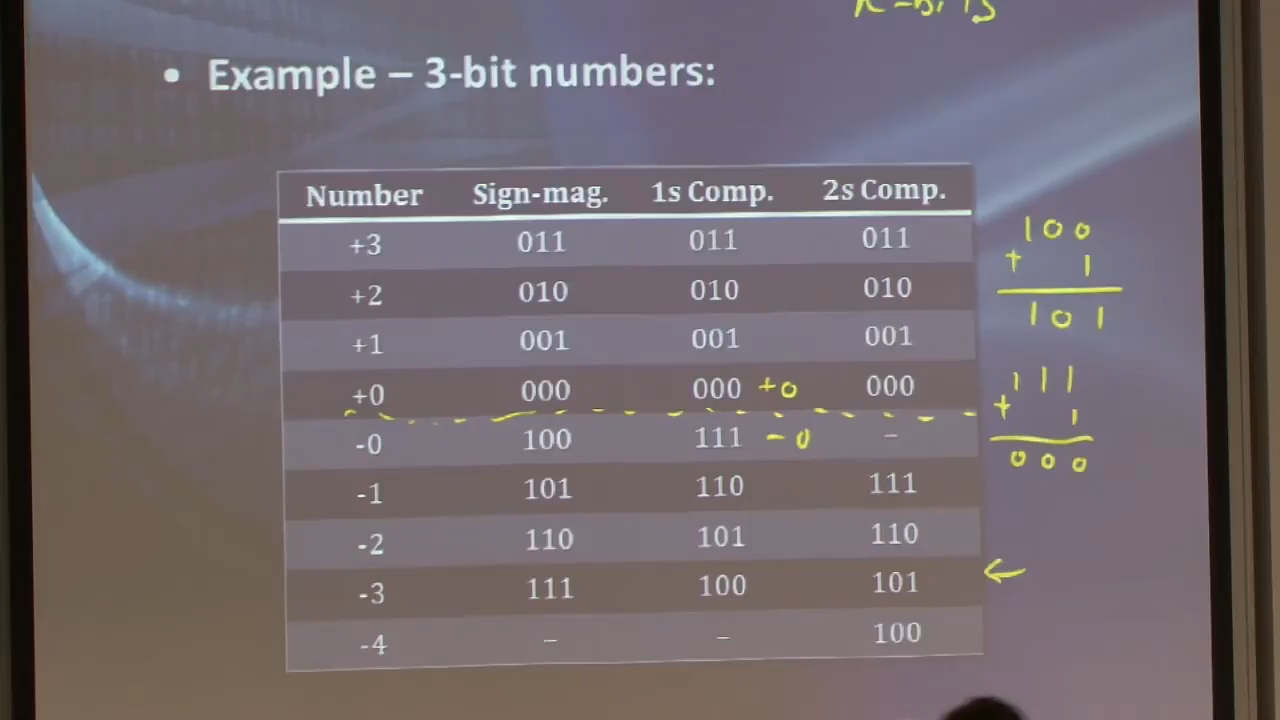 k-bits
• Example – 3-bit numbers:
Number Sign-mag. 1s Comp. 2s Comp.
+3 011 011 011
+2 010 010 010
+1 001 001 001
+0 000 000 +0 000
-0 100 111 -0 –
-1 101 110 111
-2 110 101 110
-3 111 100 101 ←
-4 – – 100
100
+ 1
101
111
+ 1
000